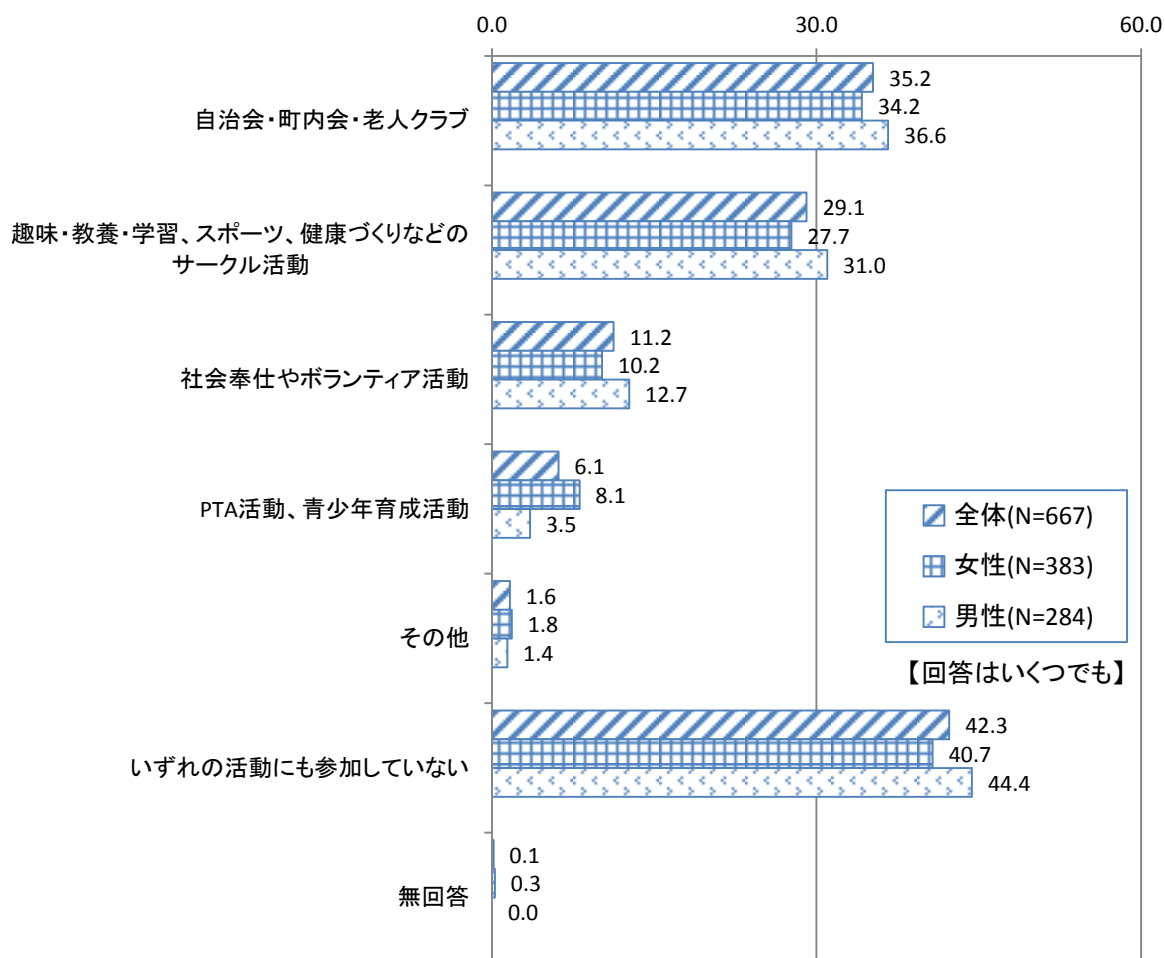 0.0 30.0 60.0
自治会・町内会・老人クラブ
35.2
34.2
36.6
趣味・教養・学習、スポーツ、健康づくりなどの
サークル活動
29.1
27.7
31.0
社会奉仕やボランティア活動
11.2
10.2
12.7
PTA活動、青少年育成活動
6.1
8.1
3.5
その他
1.6
1.8
1.4
いずれの活動にも参加していない
42.3
40.7
44.4
無回答
0.1
0.3
0.0
全体(N=667)
女性(N=383)
男性(N=284)
【回答はいくつでも】